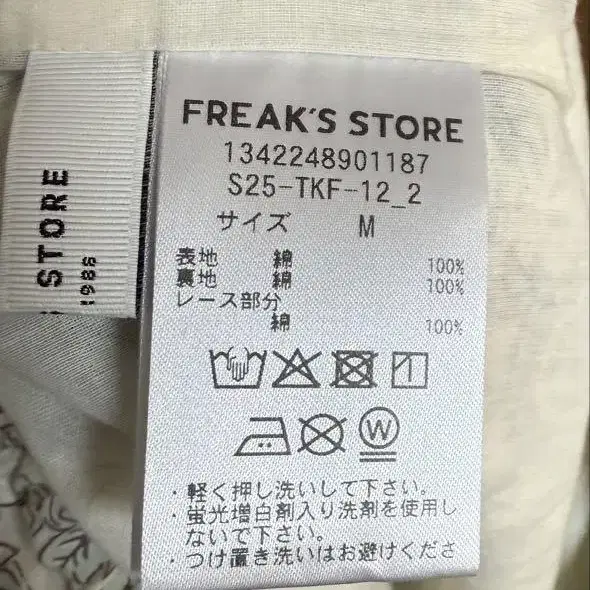 FREAK'S STORE
1342248901187
S25-TKF-12_2
サイズ M
表地 綿 100%
裏地 綿 100%
レース部分
綿 100%
W
・軽く押し洗いして下さい。
・蛍光増白剤入り洗剤を使用し
ないで下さい。
・つけ置き洗いはお避けくださ
STORE
1986